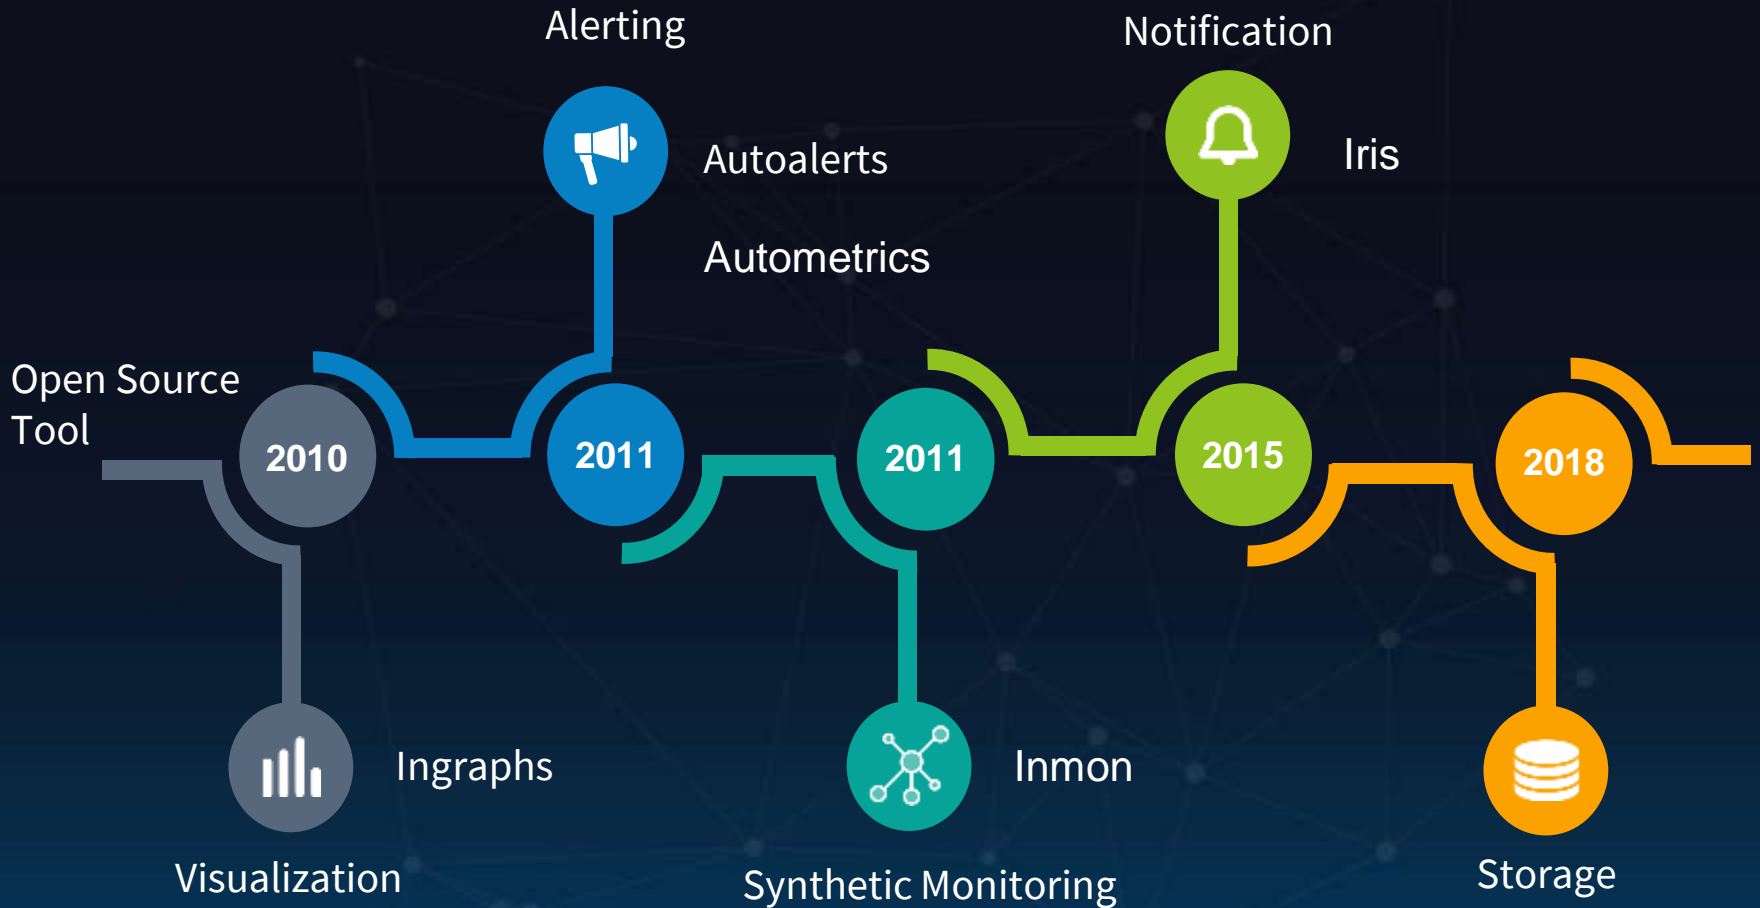 Alerting
Notification
Autoalerts
Iris
Autometrics
Open Source
Tool
2010
2011
2011
2015
2018
Ingraphs
Inmon
Visualization
Synthetic Monitoring
Storage